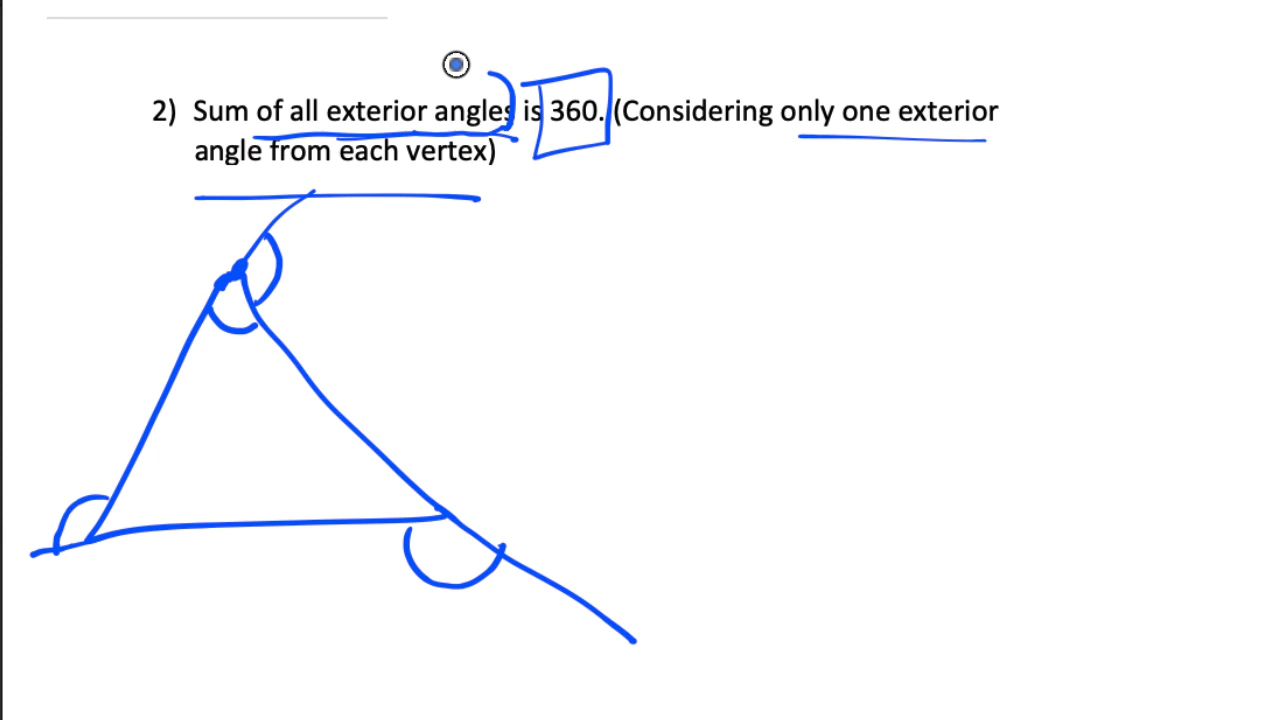 2) Sum of all exterior angles is 360. (Considering only one exterior
angle from each vertex)